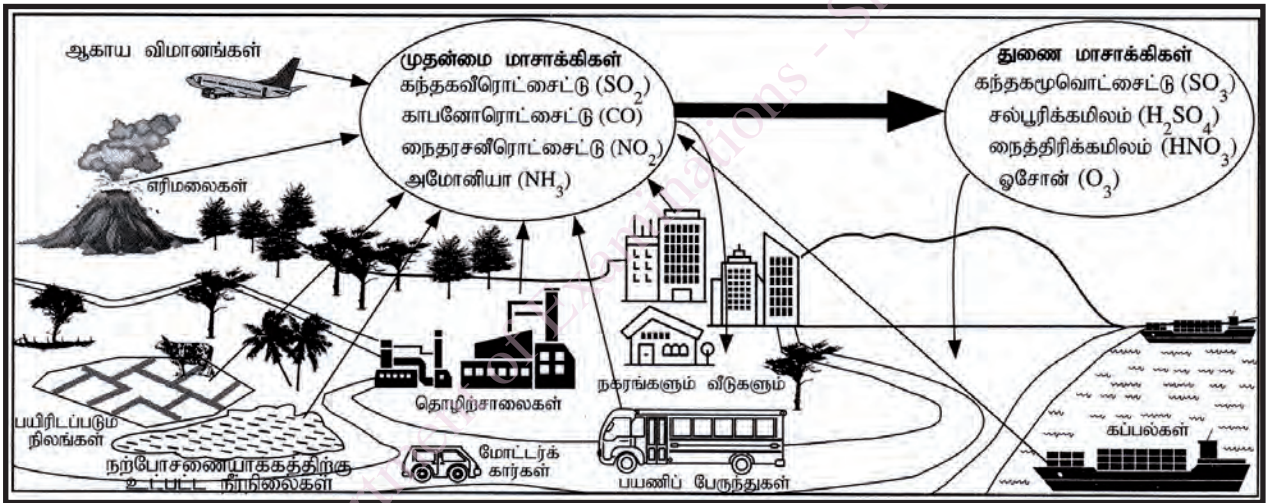 ஆகாய விமானங்கள்
முதன்மை மாசாக்கிகள்
கந்தகவீரொட்சைட்டு (SO₂)
காபனோரொட்சைட்டு (CO)
நைதரசனீரொட்சைட்டு (NO₂)
அமோனியா (NH₃)
துணை மாசாக்கிகள்
கந்தகமூவொட்சைட்டு (SO₃)
சல்பூரிக்கமிலம் (H₂SO₄)
நைத்திரிக்கமிலம் (HNO₃)
ஓசோன் (O₃)
எரிமலைகள்
நகரங்களும் வீடுகளும்
தொழிற்சாலைகள்
பயிரிடப்படும்
நிலங்கள்
நற்போசணையாக்கத்திற்கு
உட்பட்ட நீர்நிலைகள்
மோட்டர்க்
கார்கள்
பயணிப் பேருந்துகள்
கப்பல்கள்